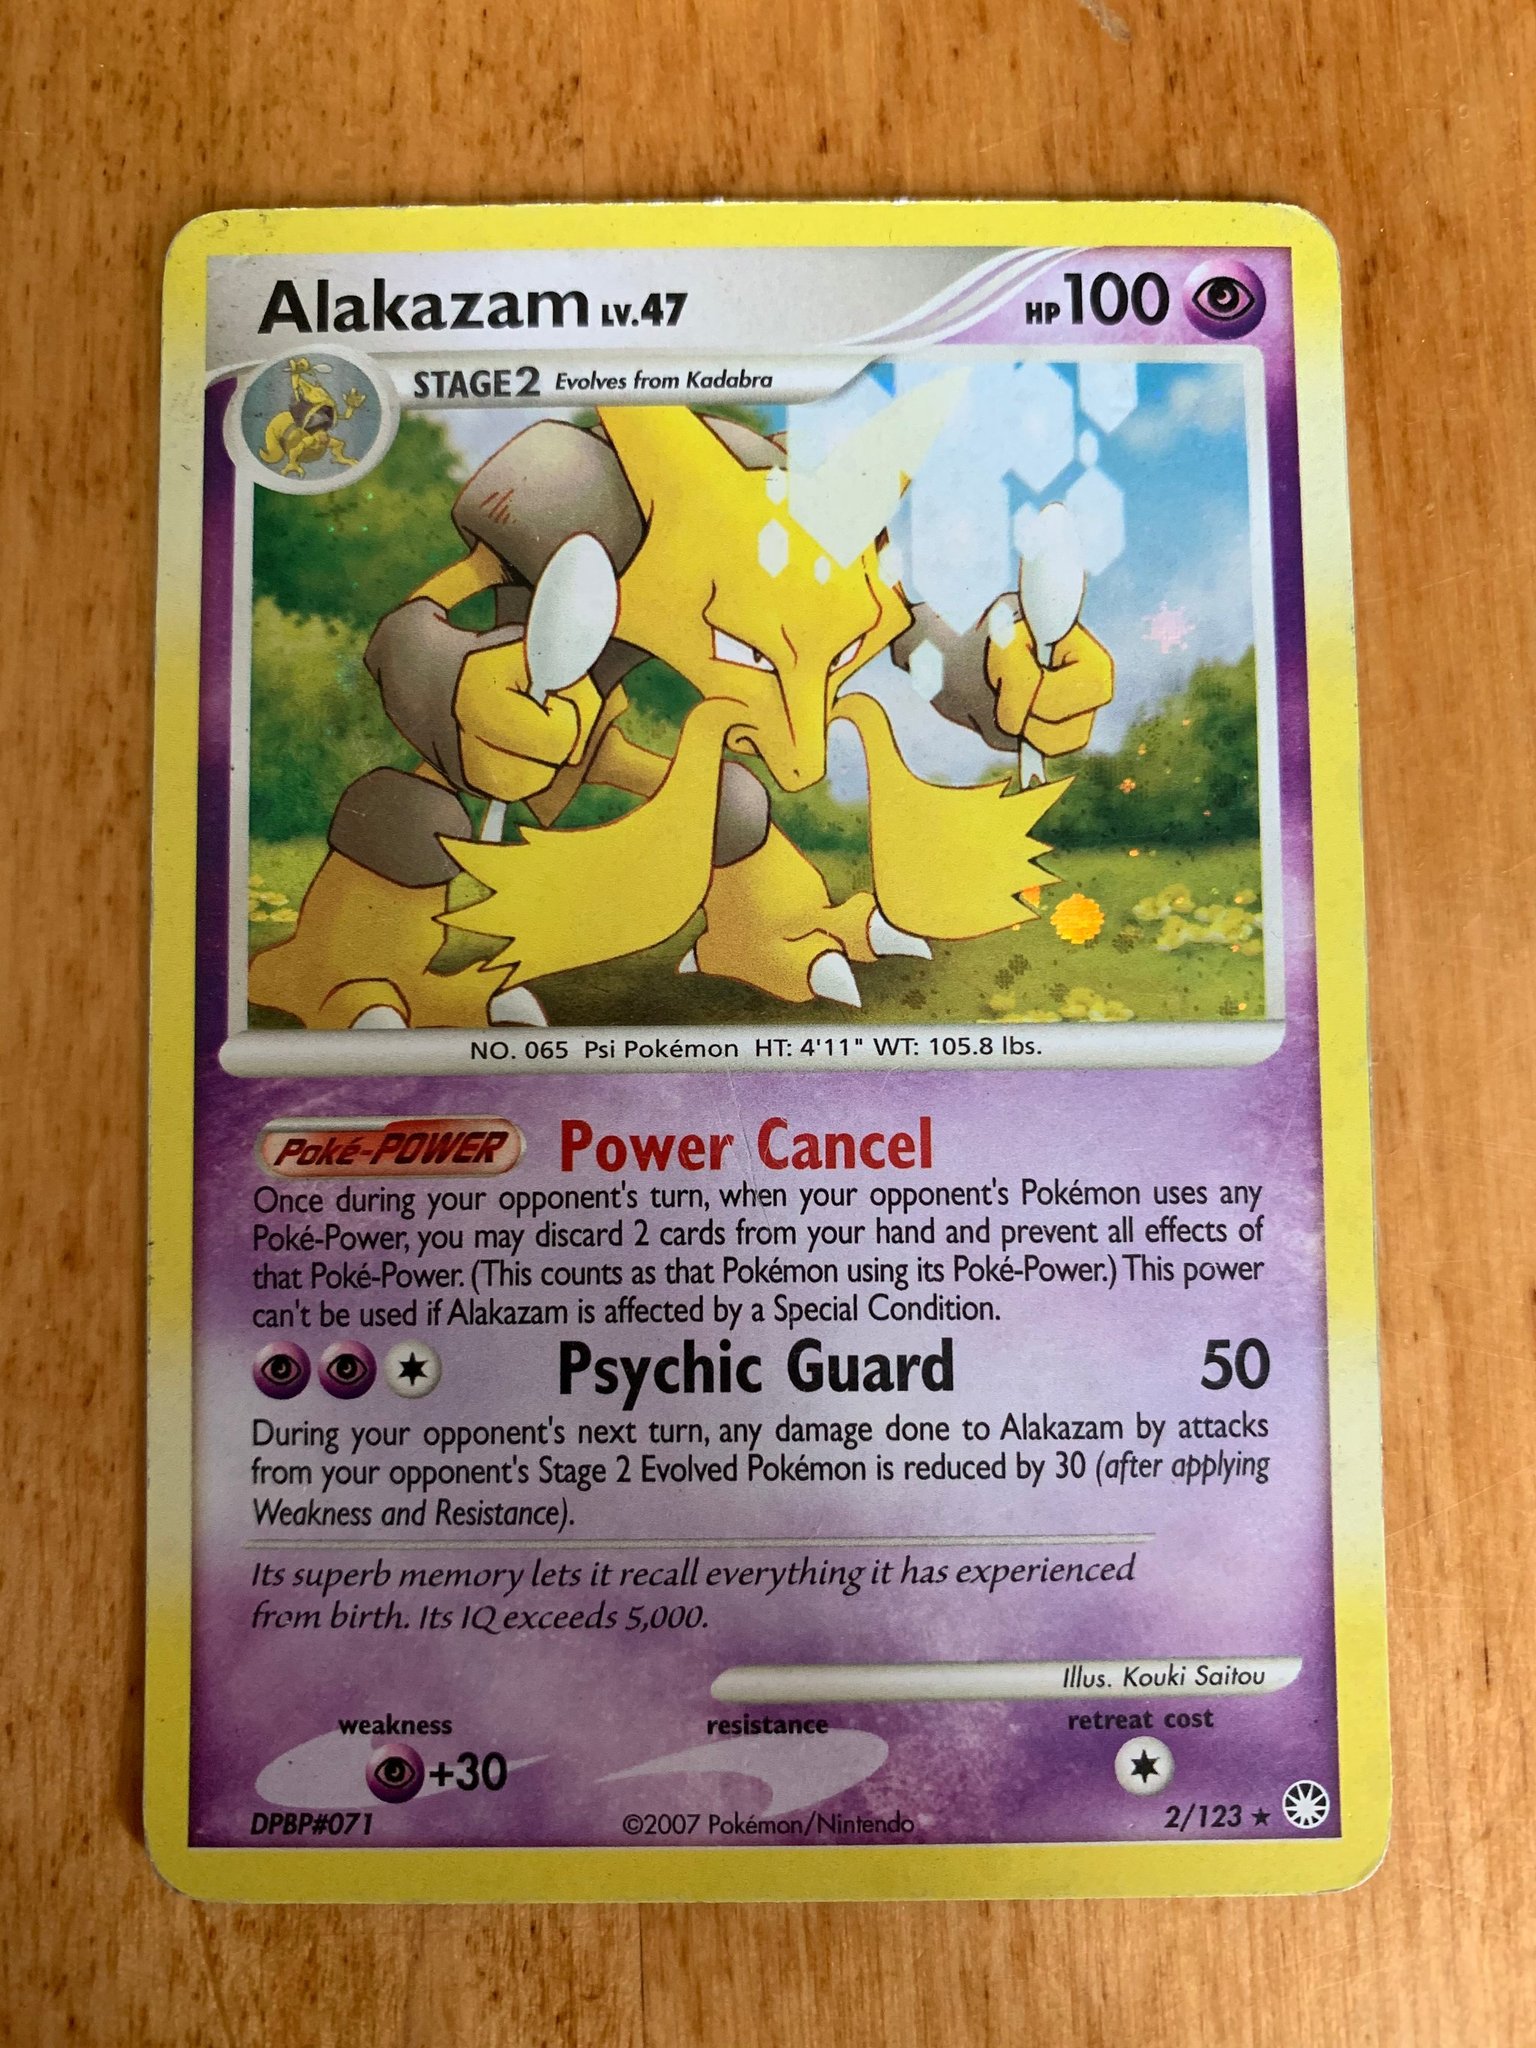 Alakazam LV.47 HP 100
STAGE2 Evolves from Kadabra
NO. 065 Psi Pokémon HT: 4'11" WT: 105.8 lbs.
Poké-POWER Power Cancel
Once during your opponent's turn, when your opponent's Pokémon uses any
Poké-Power, you may discard 2 cards from your hand and prevent all effects of
that Poké-Power. (This counts as that Pokémon using its Poké-Power.) This power
can't be used if Alakazam is affected by a Special Condition.
Psychic Guard 50
During your opponent's next turn, any damage done to Alakazam by attacks
from your opponent's Stage 2 Evolved Pokémon is reduced by 30 (after applying
Weakness and Resistance).
Its superb memory lets it recall everything it has experienced
from birth. Its IQ exceeds 5,000.
Illus. Kouki Saitou
weakness resistance retreat cost
+30
DPBP#071 ©2007 Pokémon/Nintendo 2/123 ★